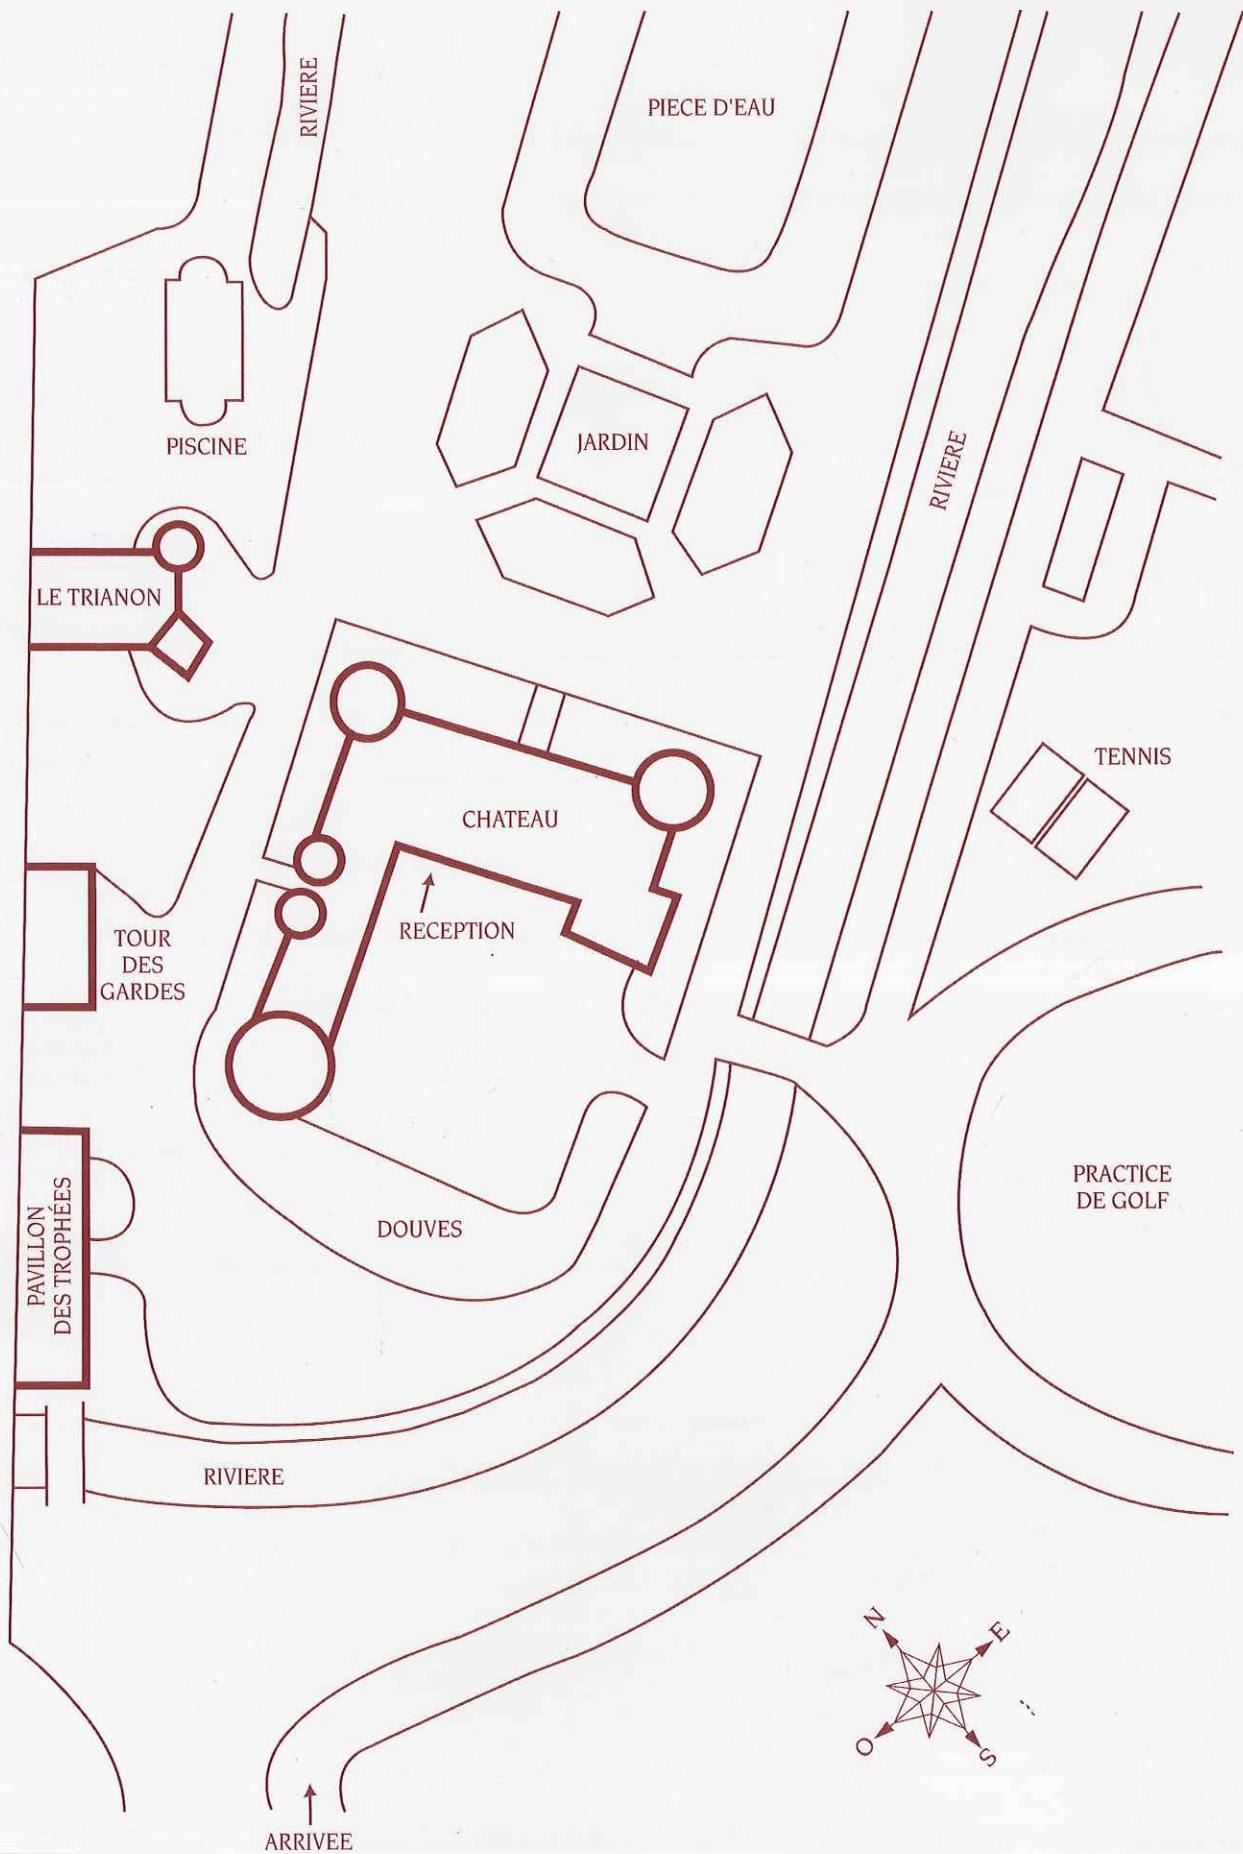 RIVIERE
PIECE D'EAU
JARDIN
PISCINE
RIVIERE
LE TRIANON
TENNIS
CHATEAU
RECEPTION
TOUR
DES
GARDES
PRACTICE
DE GOLF
DOUVES
PAVILLON
DES TROPHÉES
RIVIERE
N
E
O
S
ARRIVEE